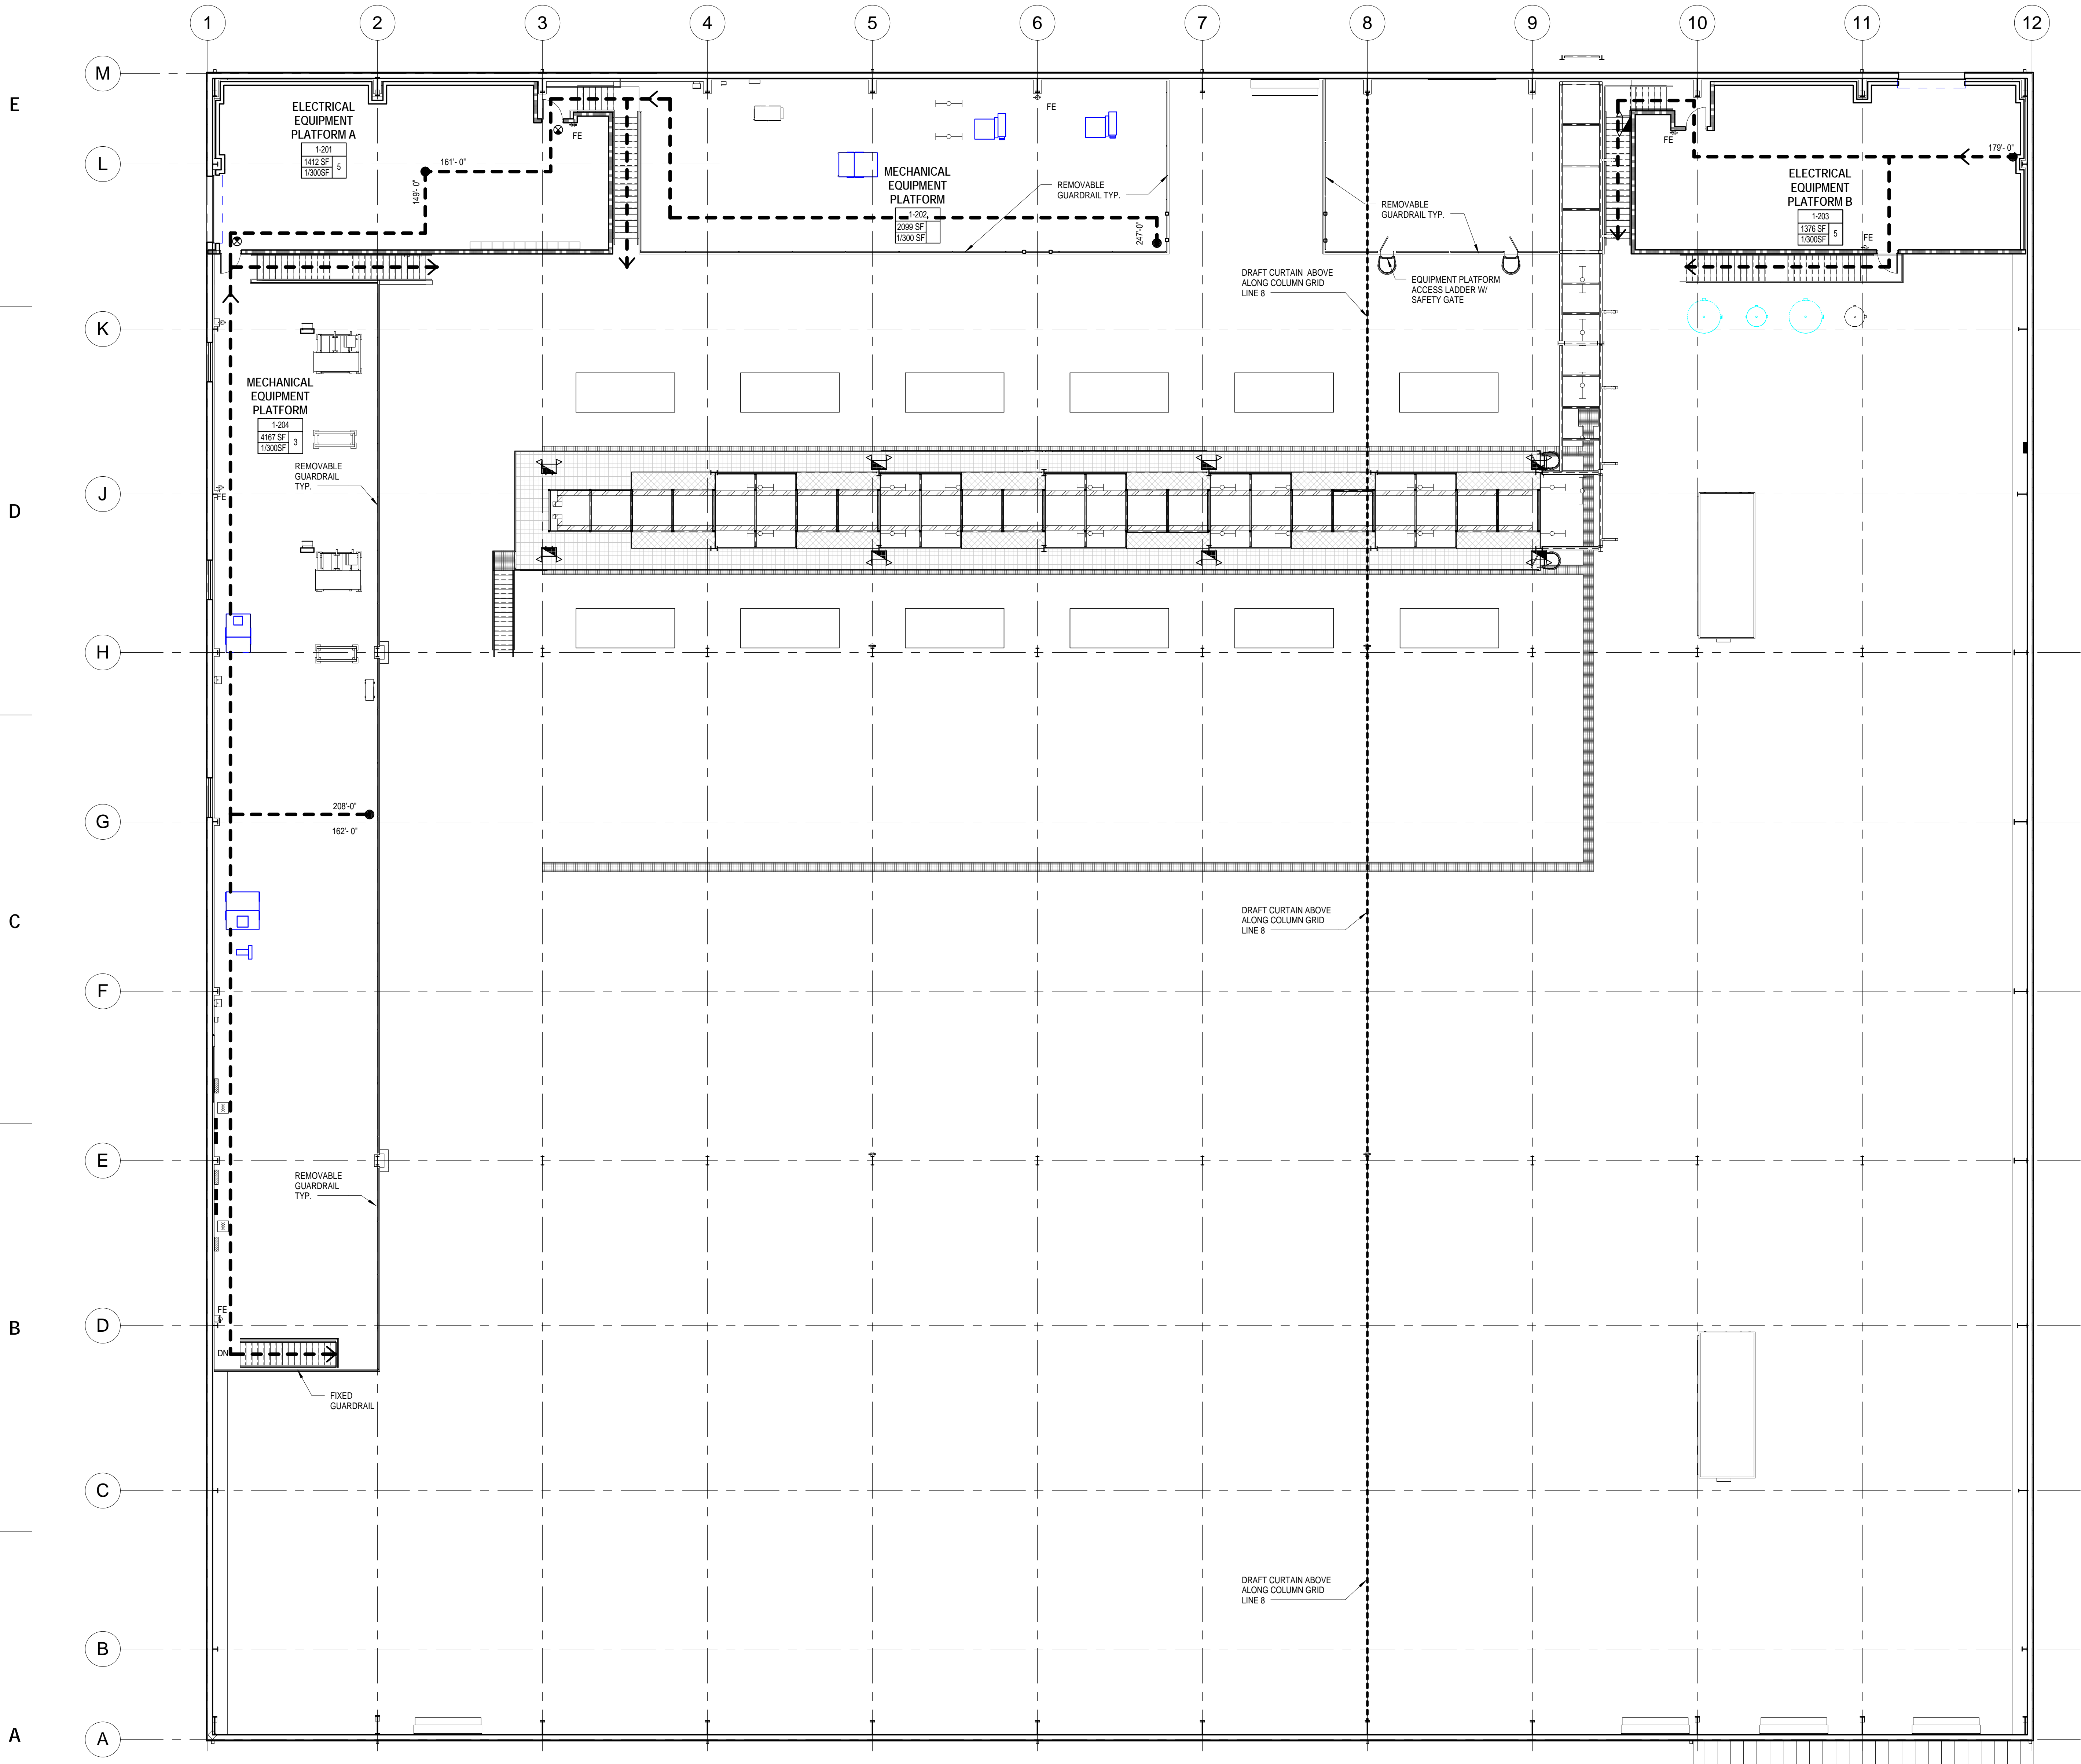 1 2 3 4 5 6 7 8 9 10 11 12
M
E
ELECTRICAL
EQUIPMENT
PLATFORM A
1-201
1412 SF
1/300SF
5
FE
FE
L
161'- 0"
149'- 0"
MECHANICAL
EQUIPMENT
PLATFORM
1-202
2099 SF
1/300 SF
REMOVABLE
GUARDRAIL TYP.
247'-0"
REMOVABLE
GUARDRAIL TYP.
FE
179'- 0"
ELECTRICAL
EQUIPMENT
PLATFORM B
1-203
1376 SF
1/300SF
5
FE
DRAFT CURTAIN ABOVE
ALONG COLUMN GRID
LINE 8
EQUIPMENT PLATFORM
ACCESS LADDER W/
SAFETY GATE
K
MECHANICAL
EQUIPMENT
PLATFORM
1-204
4167 SF
1/300SF
3
REMOVABLE
GUARDRAIL
TYP.
FE
J
D
H
208'-0"
G
162'- 0"
C
DRAFT CURTAIN ABOVE
ALONG COLUMN GRID
LINE 8
F
E
REMOVABLE
GUARDRAIL
TYP.
FE
D
B
DN
FIXED
GUARDRAIL
C
DRAFT CURTAIN ABOVE
ALONG COLUMN GRID
LINE 8
B
A
A